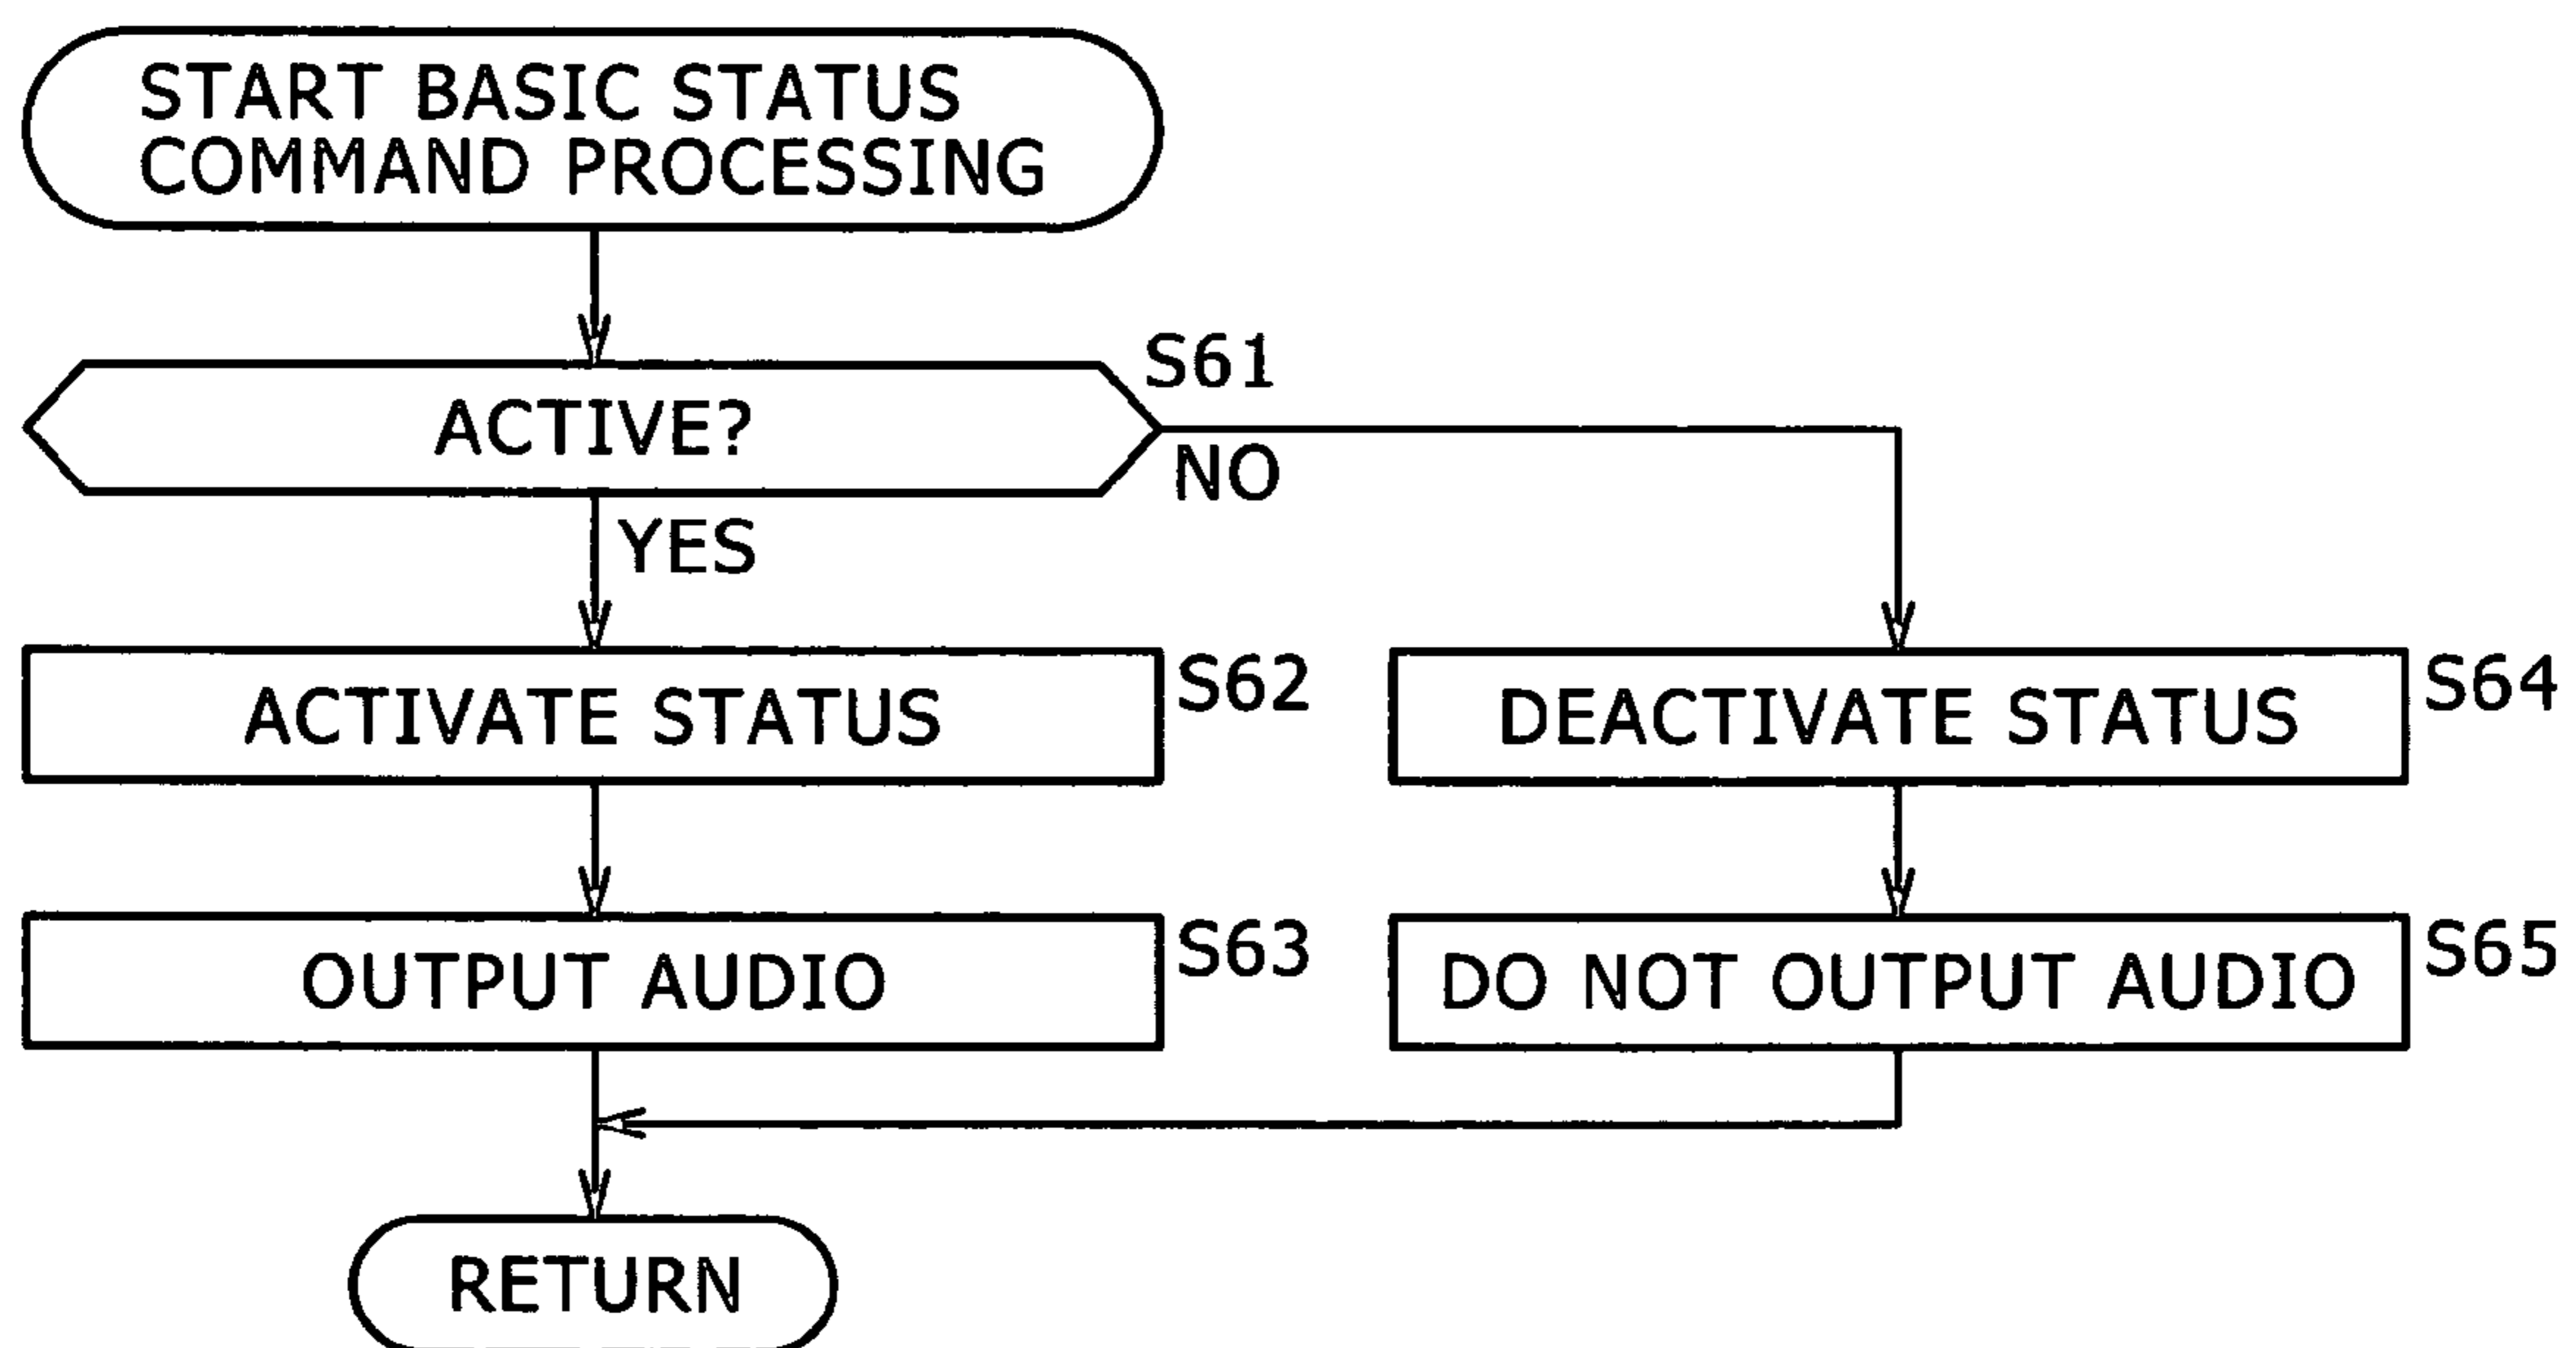 START BASIC STATUS
COMMAND PROCESSING
ACTIVE?
S61
NO
YES
ACTIVATE STATUS
S62
DEACTIVATE STATUS
S64
OUTPUT AUDIO
S63
DO NOT OUTPUT AUDIO
S65
RETURN